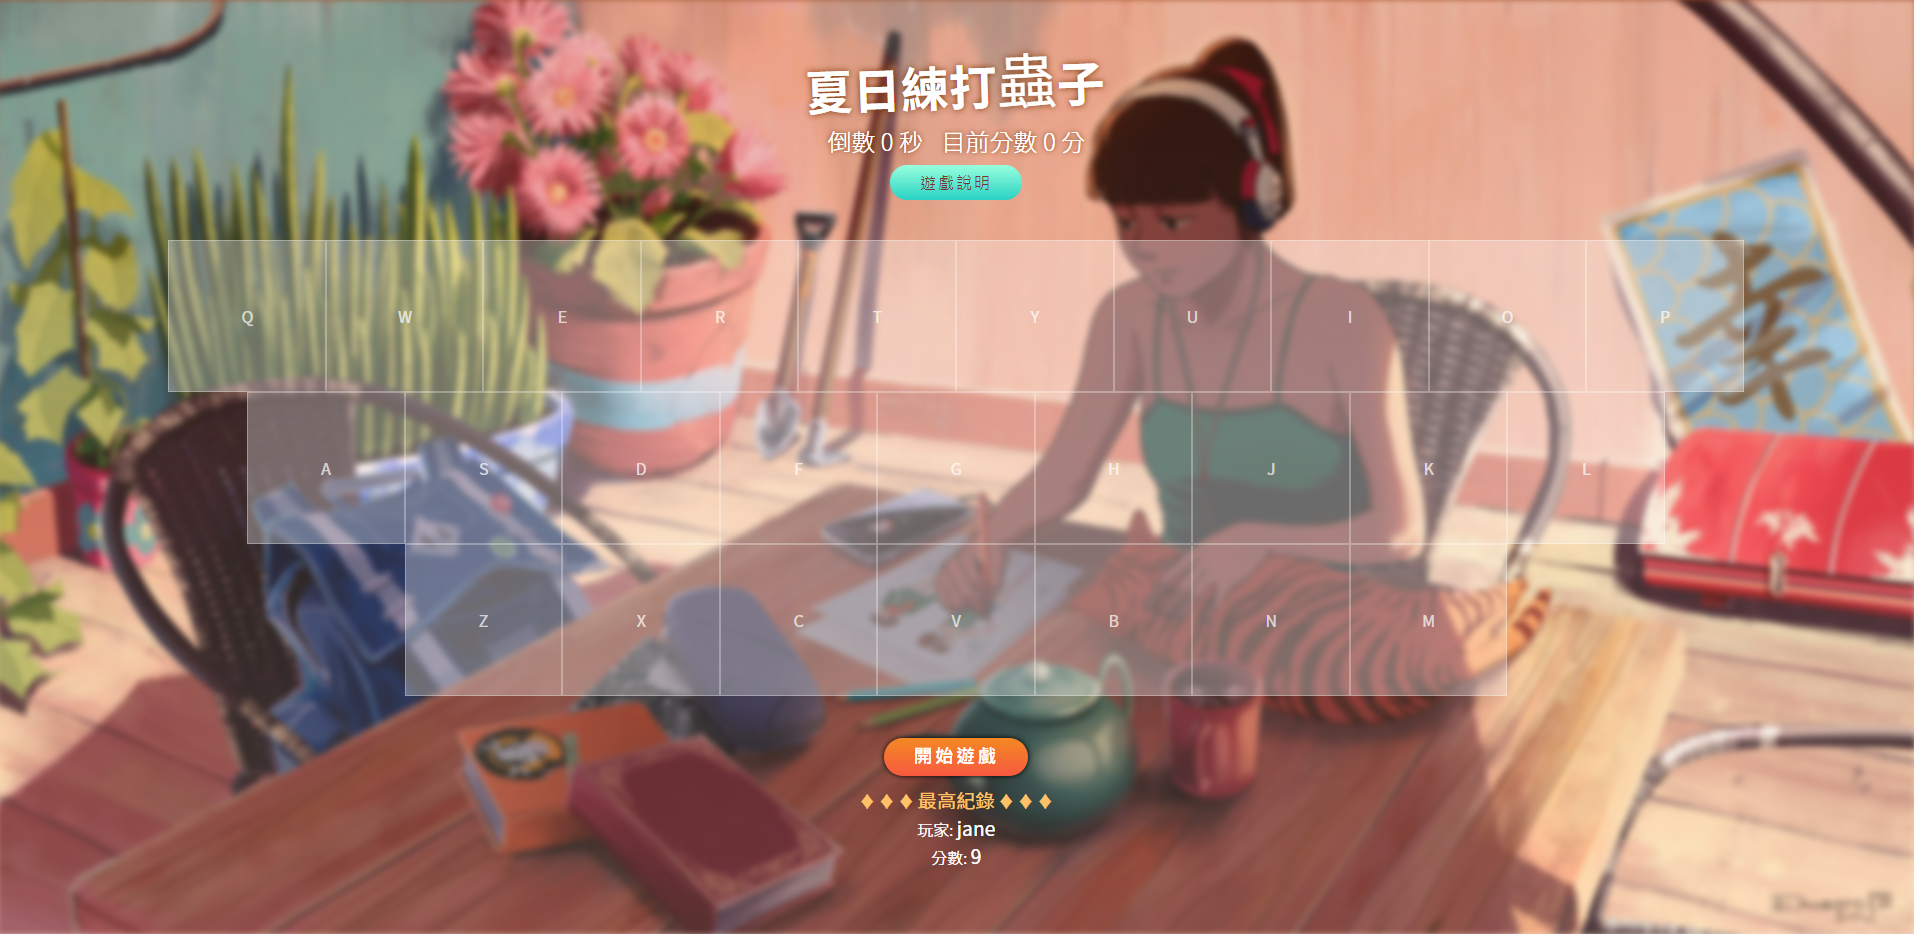 夏日練打蟲子
倒數 0 秒 目前分數 0 分
遊戲說明
Q W E R T Y U I O P
A S D F G H J K L
Z X C V B N M
開始遊戲
♦ ♦ ♦ 最高紀錄 ♦ ♦ ♦
玩家: jane
分數: 9
幸